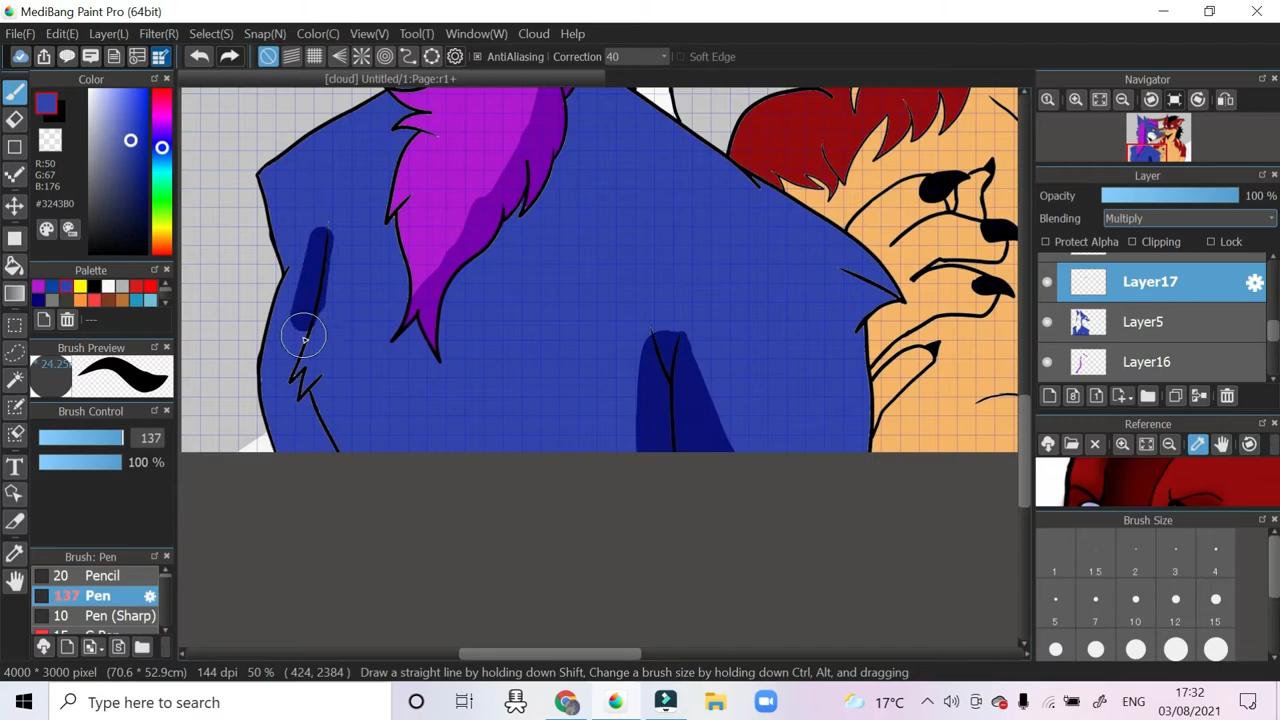 MediBang Paint Pro (64bit)
File(F) Edit(E) Layer(L) Filter(R) Select(S) Snap(N) Color(C) View(V) Tool(T) Window(W) Cloud Help
AntiAliasing Correction 40 Soft Edge
Color
[cloud] Untitled/1:Page:r1+
Navigator
R:50
G:67
B:176
#3243B0
Layer
Opacity 100 %
Blending Multiply
Protect Alpha Clipping Lock
Palette
---
Layer17
Layer5
Layer16
Brush Preview
24.25
Brush Control
137
100 %
Reference
Brush Size
1 1.5 2 3 4
5 7 10 12 15
Brush: Pen
20 Pencil
137 Pen
10 Pen (Sharp)
4000 * 3000 pixel (70.6 * 52.9cm) 144 dpi 50 % (424, 2384) Draw a straight line by holding down Shift, Change a brush size by holding down Ctrl, Alt, and dragging
Type here to search
17°C
ENG
17:32
03/08/2021